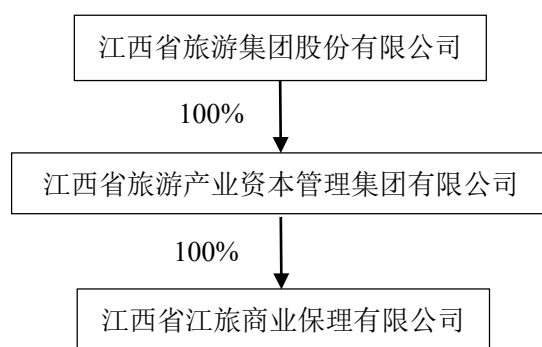 江西省旅游集团股份有限公司
100%
江西省旅游产业资本管理集团有限公司
100%
江西省江旅商业保理有限公司